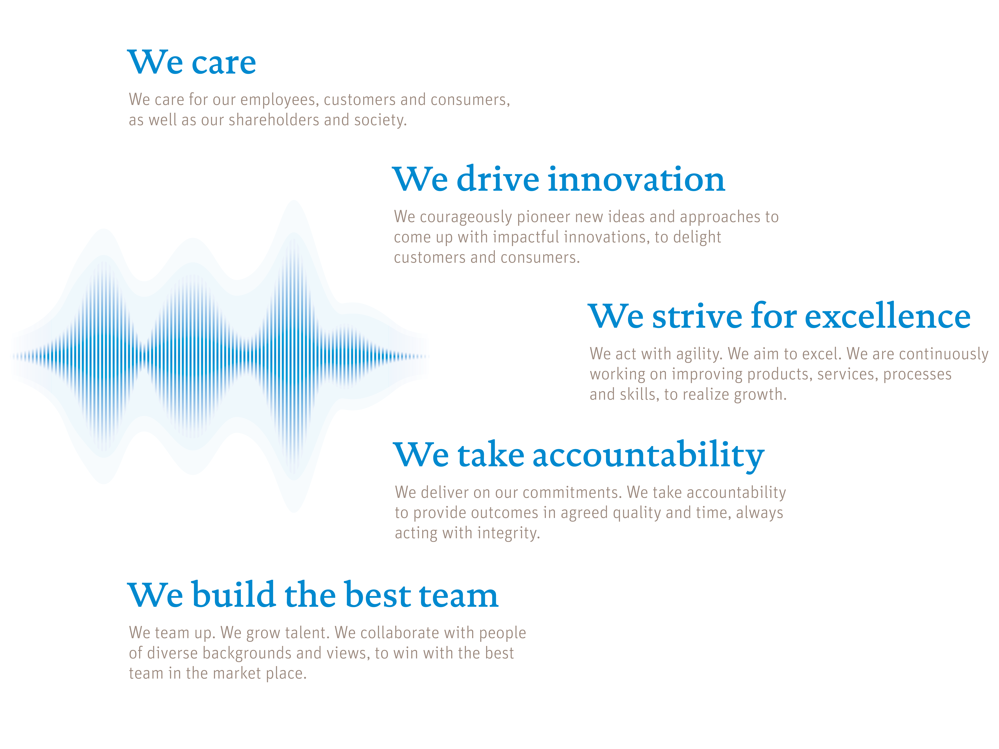 We care
We care for our employees, customers and consumers,
as well as our shareholders and society.
We drive innovation
We courageously pioneer new ideas and approaches to
come up with impactful innovations, to delight
customers and consumers.
We strive for excellence
We act with agility. We aim to excel. We are continuously
working on improving products, services, processes
and skills, to realize growth.
We take accountability
We deliver on our commitments. We take accountability
to provide outcomes in agreed quality and time, always
acting with integrity.
We build the best team
We team up. We grow talent. We collaborate with people
of diverse backgrounds and views, to win with the best
team in the market place.